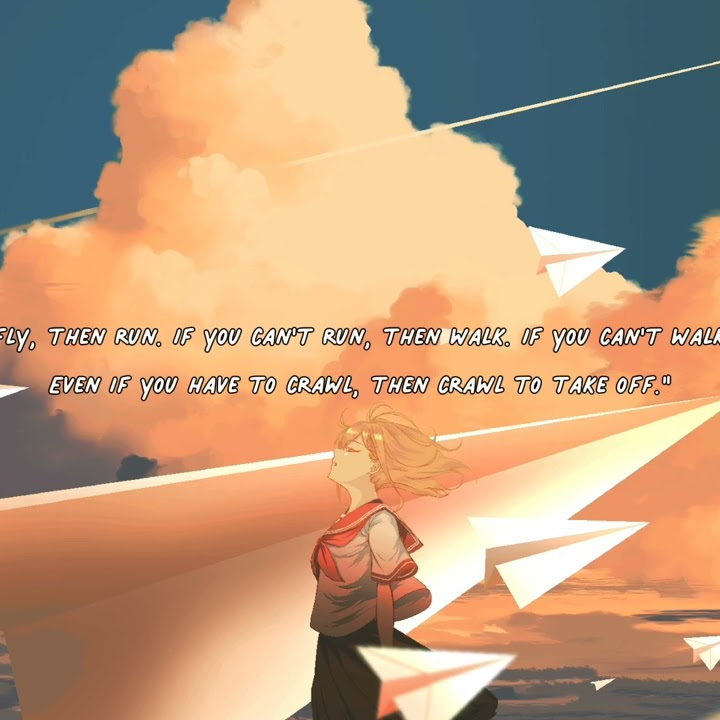 FLY, THEN RUN. IF YOU CAN'T RUN, THEN WALK. IF YOU CAN'T WALK
EVEN IF YOU HAVE TO CRAWL, THEN CRAWL TO TAKE OFF."